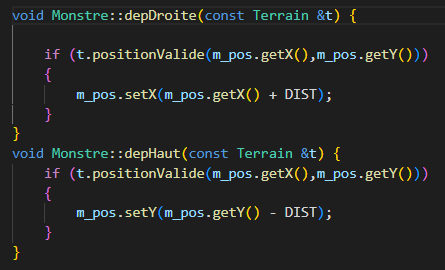 void Monstre::depDroite(const Terrain &t) {
if (t.positionValide(m_pos.getX(),m_pos.getY()))
{
m_pos.setX(m_pos.getX() + DIST);
}
}
void Monstre::depHaut(const Terrain &t) {
if (t.positionValide(m_pos.getX(),m_pos.getY()))
{
m_pos.setY(m_pos.getY() - DIST);
}
}